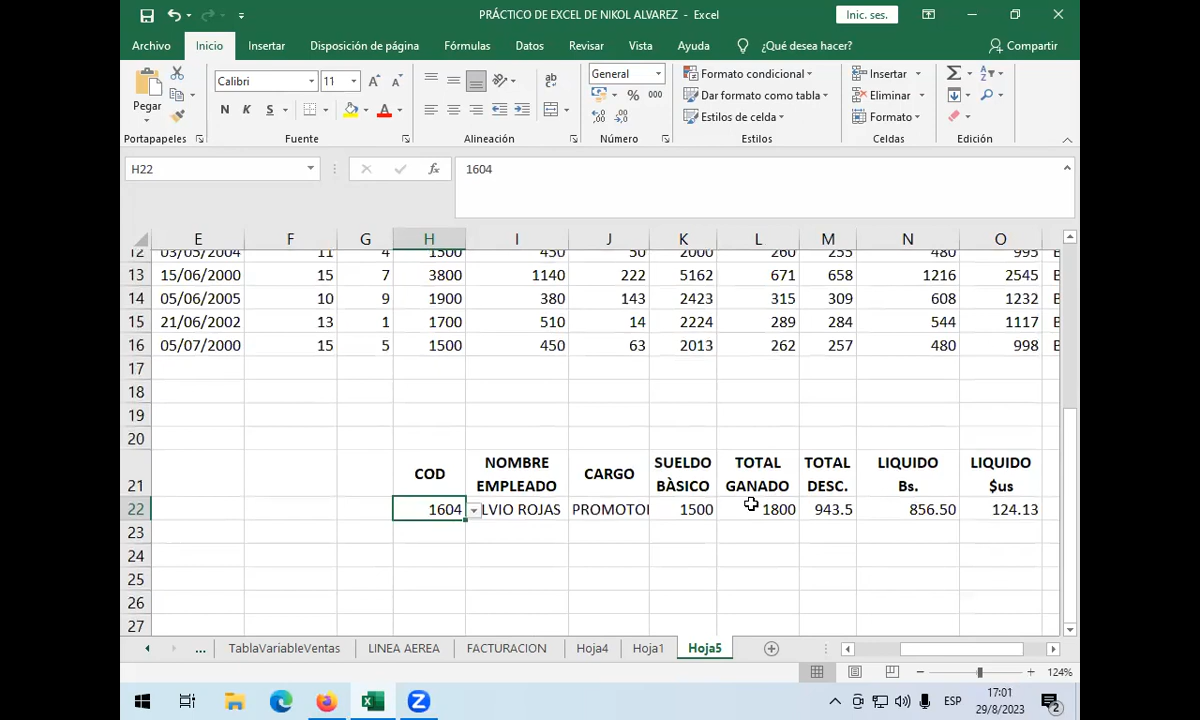 PRÁCTICO DE EXCEL DE NIKOL ALVAREZ - Excel
Inic. ses.
Archivo Inicio Insertar Disposición de página Fórmulas Datos Revisar Vista Ayuda ¿Qué desea hacer? Compartir
Pegar
Calibri 11
N K S
ab
General
% 000
Formato condicional
Dar formato como tabla
Estilos de celda
Insertar
Eliminar
Formato
Portapapeles Fuente Alineación Número Estilos Celdas Edición
H22 fx 1604
E F G H I J K L M N O
12 03/05/2004 11 4 1500 450 50 2000 260 255 480 995 B
13 15/06/2000 15 7 3800 1140 222 5162 671 658 1216 2545 B
14 05/06/2005 10 9 1900 380 143 2423 315 309 608 1232 B
15 21/06/2002 13 1 1700 510 14 2224 289 284 544 1117 B
16 05/07/2000 15 5 1500 450 63 2013 262 257 480 998 B
17
18
19
20
21 COD NOMBRE EMPLEADO CARGO SUELDO BÀSICO TOTAL GANADO TOTAL DESC. LIQUIDO Bs. LIQUIDO $us
22 1604 LVIO ROJAS PROMOTO 1500 1800 943.5 856.50 124.13
23
24
25
26
27
... TablaVariableVentas LINEA AEREA FACTURACION Hoja4 Hoja1 Hoja5
124%
ESP 17:01
29/8/2023
2